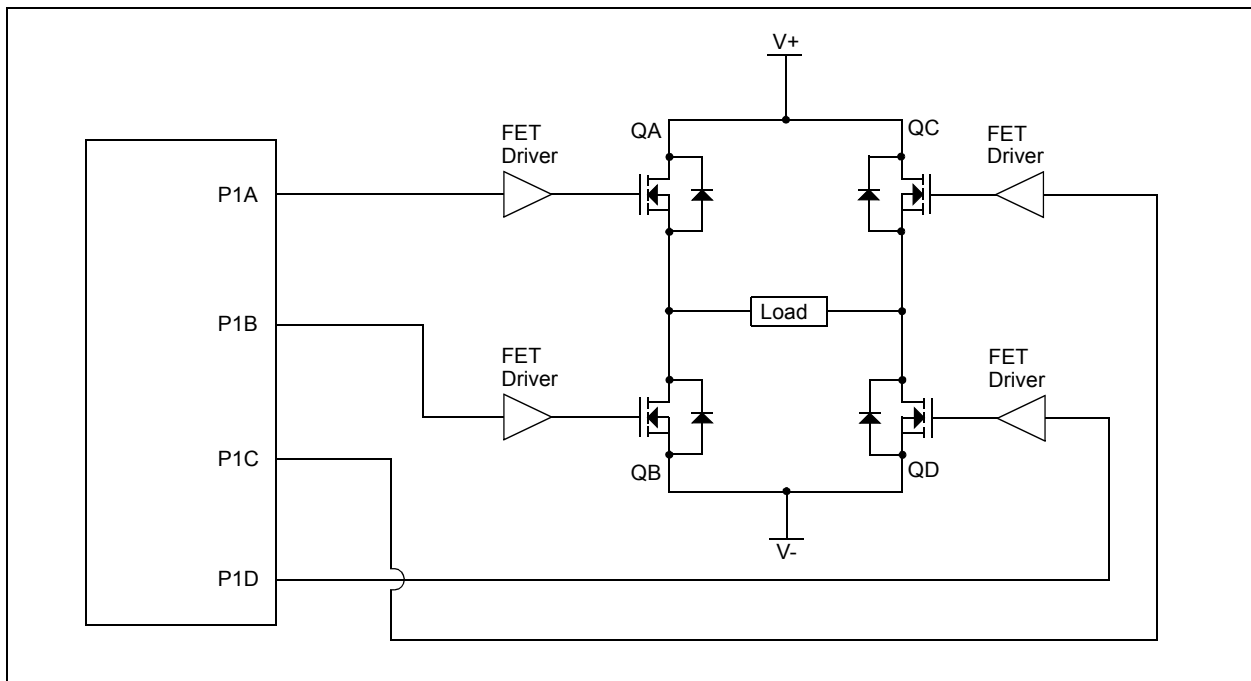 V+
FET
Driver
QA
QC
FET
Driver
P1A
P1B
Load
FET
Driver
FET
Driver
P1C
QB
QD
V-
P1D